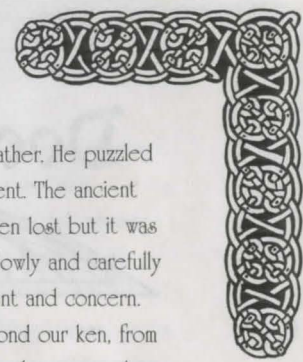 ather. He puzzled
ent. The ancient
en lost but it was
owly and carefully
nt and concern.
ond our ken, from